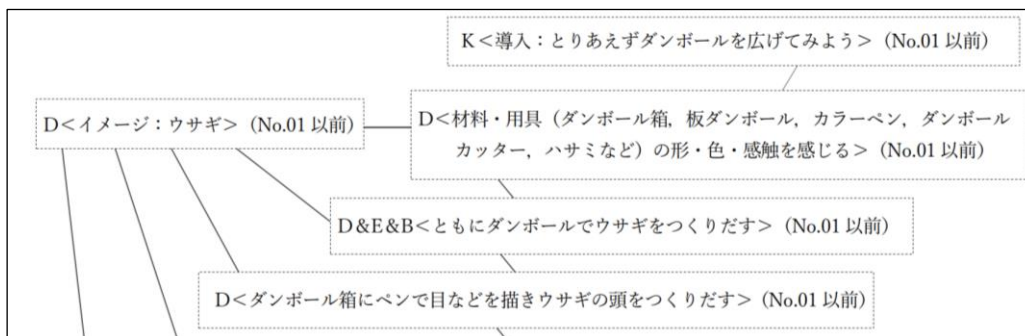 K＜導入：とりあえずダンボールを広げてみよう＞（No.01 以前）
D＜イメージ：ウサギ＞（No.01 以前）
D＜材料・用具（ダンボール箱，板ダンボール，カラーペン，ダンボール
カッター，ハサミなど）の形・色・感触を感じる＞（No.01 以前）
D＆E＆B＜ともにダンボールでウサギをつくりだす＞（No.01 以前）
D＜ダンボール箱にペンで目などを描きウサギの頭をつくりだす＞（No.01 以前）